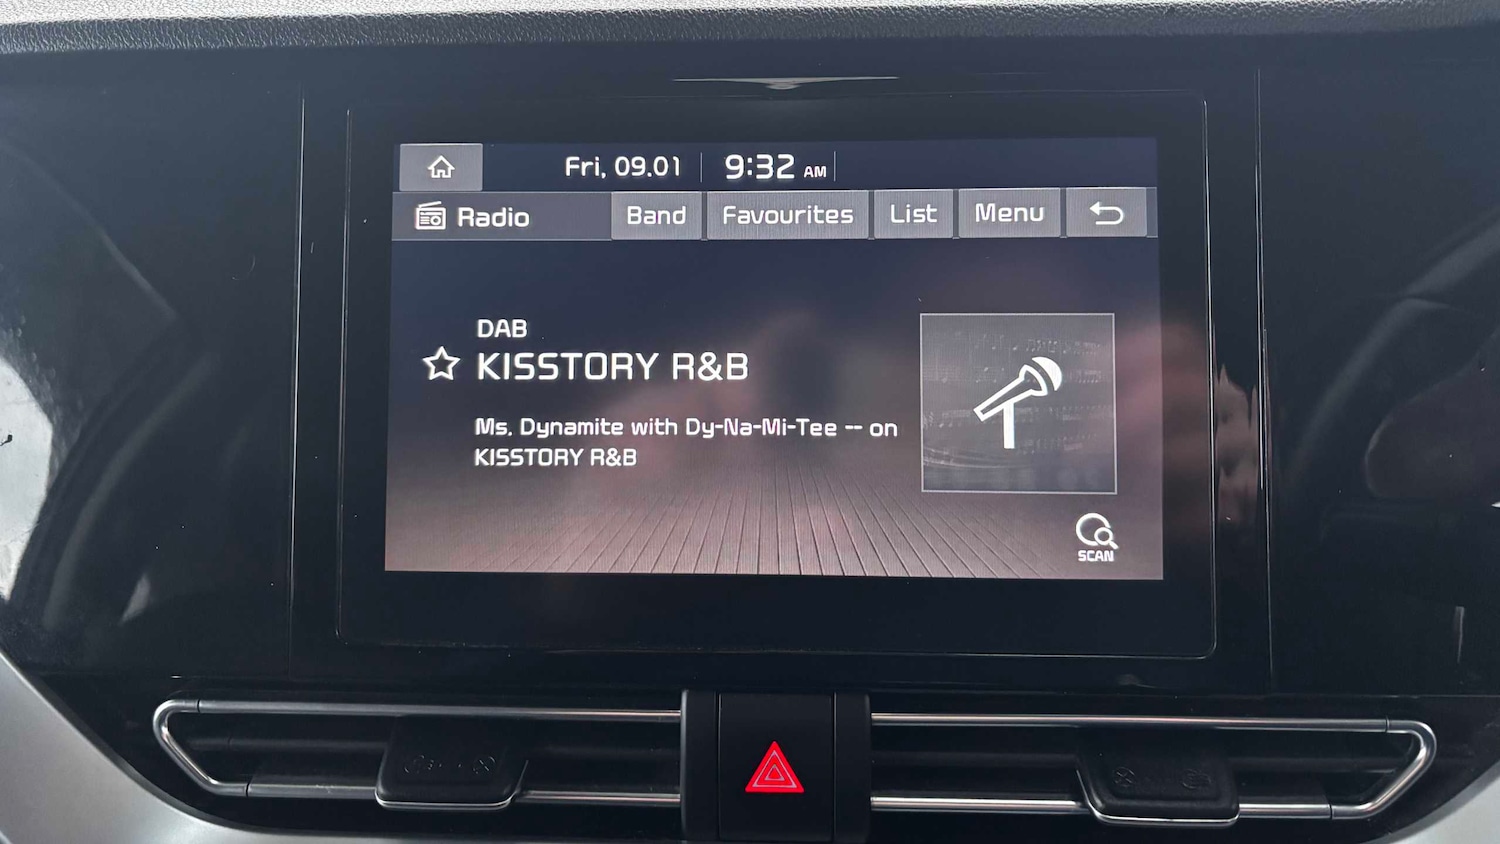 Fri, 09.01 9:32 AM
Radio Band Favourites List Menu
DAB
KISSTORY R&B
Ms. Dynamite with Dy-Na-Mi-Tee -- on
KISSTORY R&B
SCAN